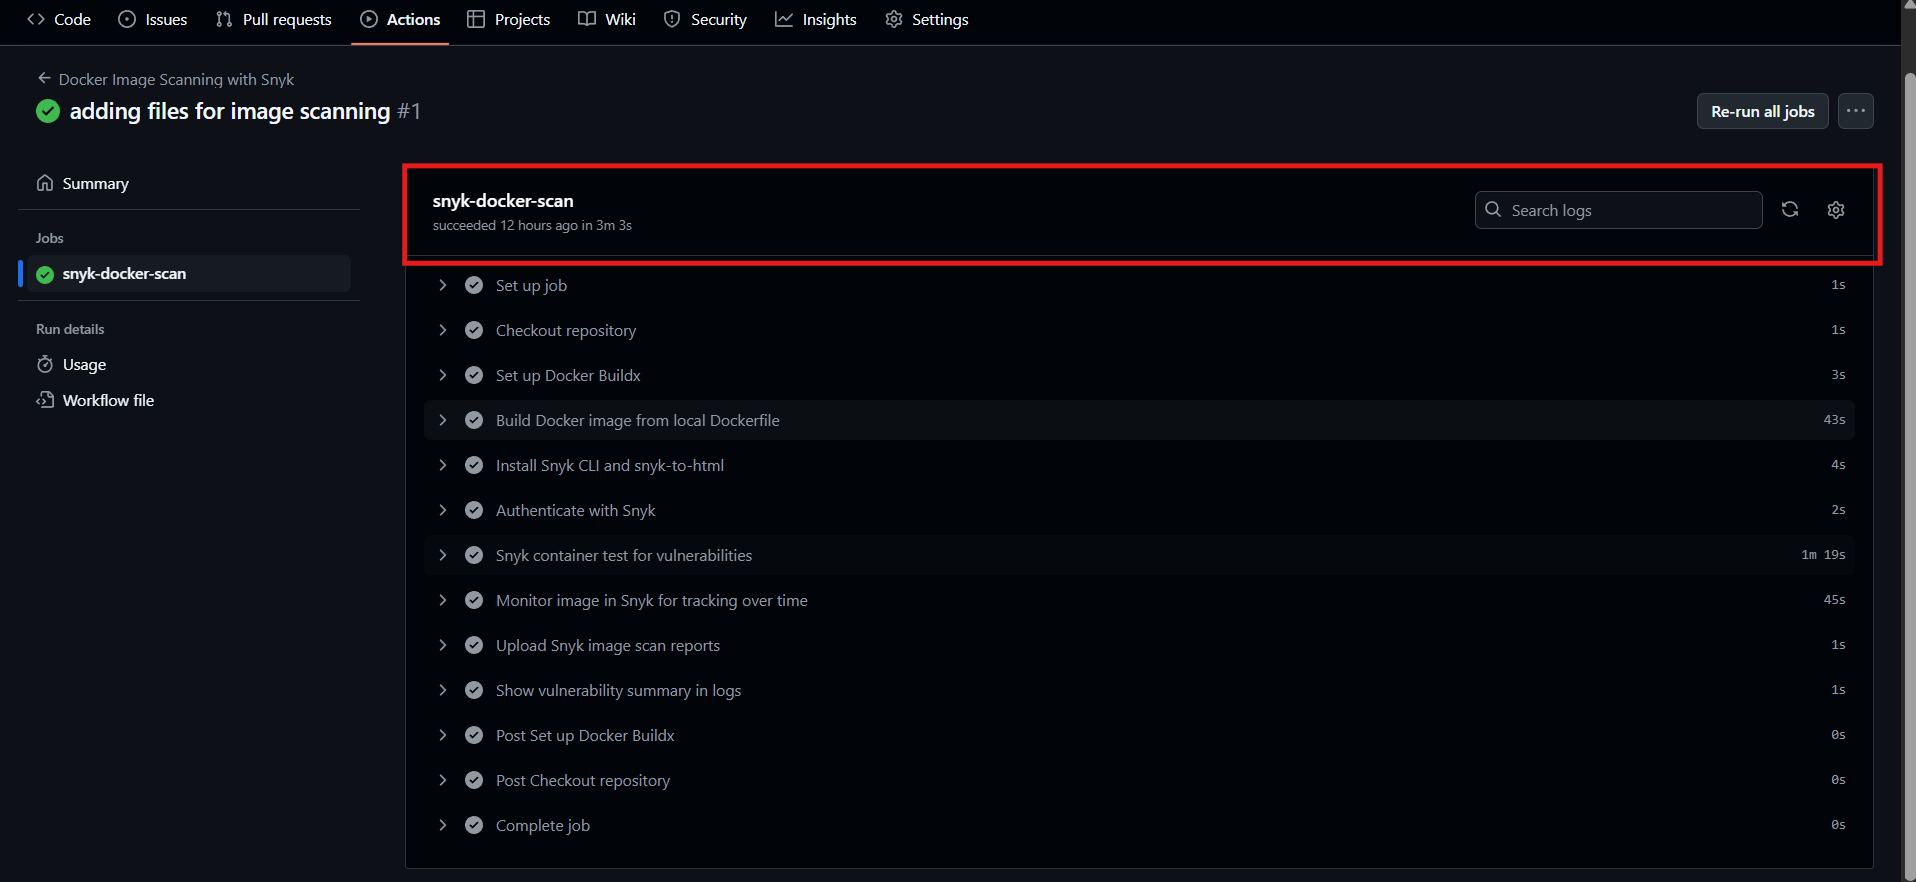 Code Issues Pull requests Actions Projects Wiki Security Insights Settings
Docker Image Scanning with Snyk
adding files for image scanning #1
Re-run all jobs
Summary
Jobs
snyk-docker-scan
Run details
Usage
Workflow file
snyk-docker-scan
succeeded 12 hours ago in 3m 3s
Search logs
Set up job 1s
Checkout repository 1s
Set up Docker Buildx 3s
Build Docker image from local Dockerfile 43s
Install Snyk CLI and snyk-to-html 4s
Authenticate with Snyk 2s
Snyk container test for vulnerabilities 1m 19s
Monitor image in Snyk for tracking over time 45s
Upload Snyk image scan reports 1s
Show vulnerability summary in logs 1s
Post Set up Docker Buildx 0s
Post Checkout repository 0s
Complete job 0s